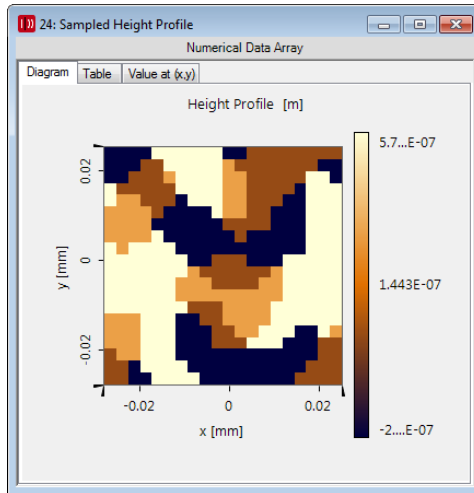 24: Sampled Height Profile
Numerical Data Array
Diagram Table Value at (x,y)
Height Profile [m]
5.7...E-07
1.443E-07
-2....E-07
y [mm]
0.02
0
-0.02
-0.02 0 0.02
x [mm]